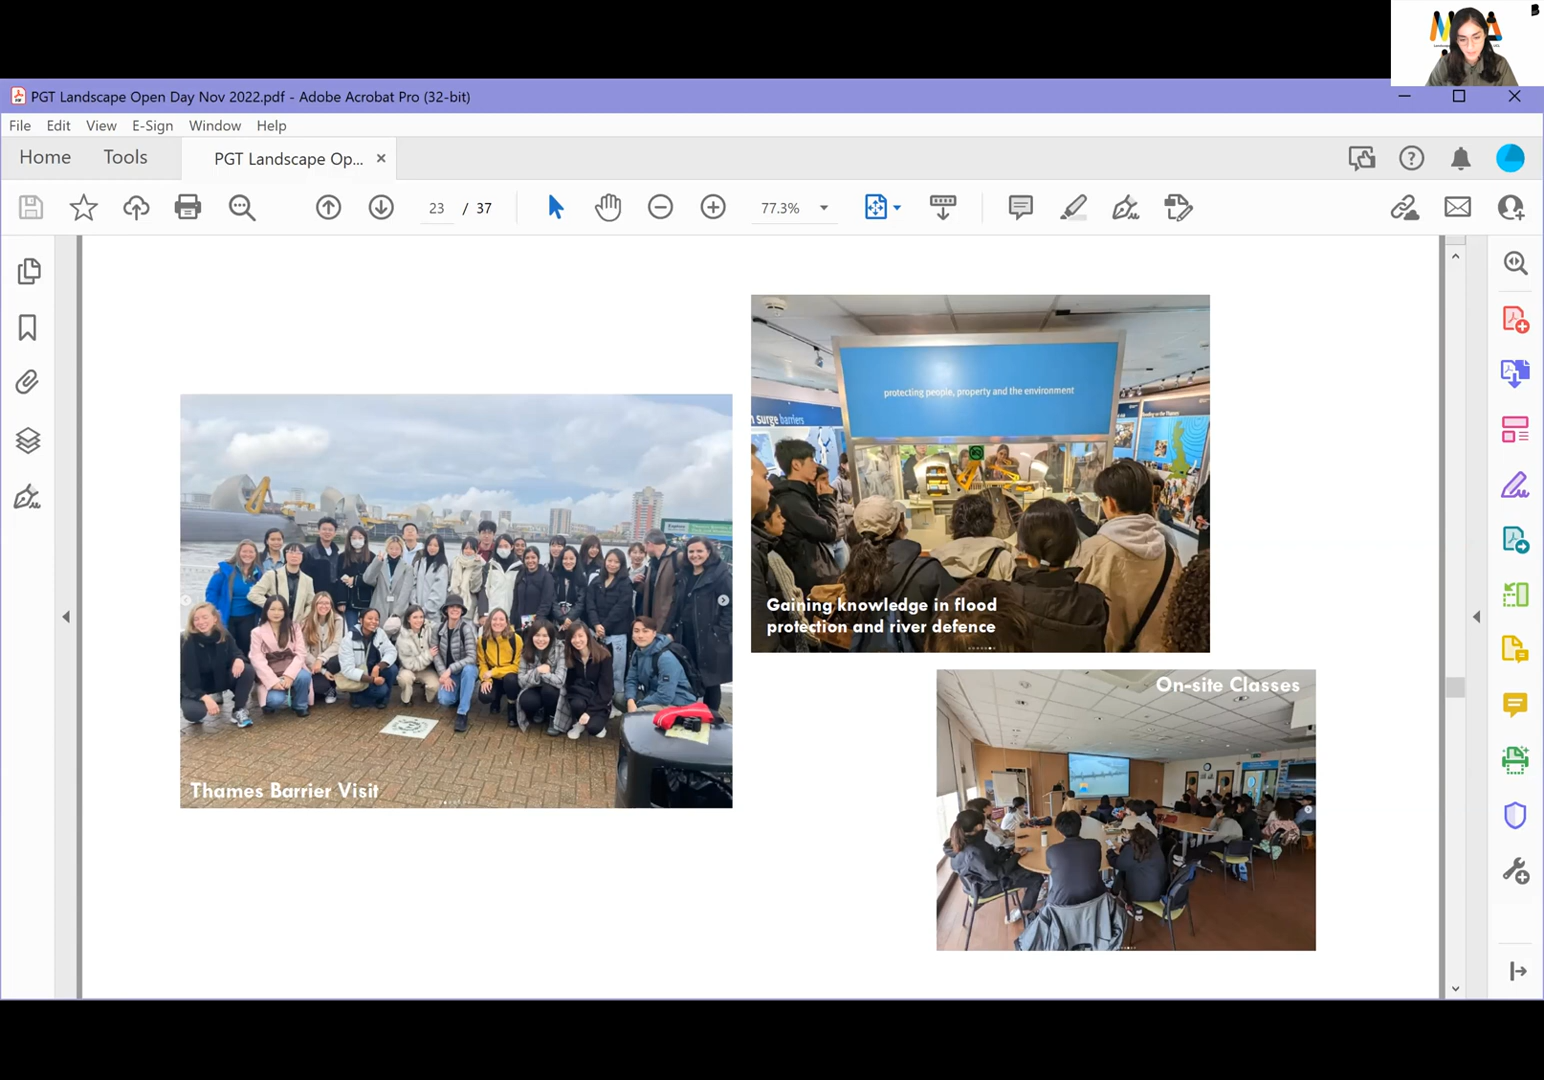 PGT Landscape Open Day Nov 2022.pdf - Adobe Acrobat Pro (32-bit)
File Edit View E-Sign Window Help
Home Tools PGT Landscape Op... ×
23 / 37 77.3%
protecting people, property and the environment
surge barriers
Gaining knowledge in flood
protection and river defence
On-site Classes
Thames Barrier Visit